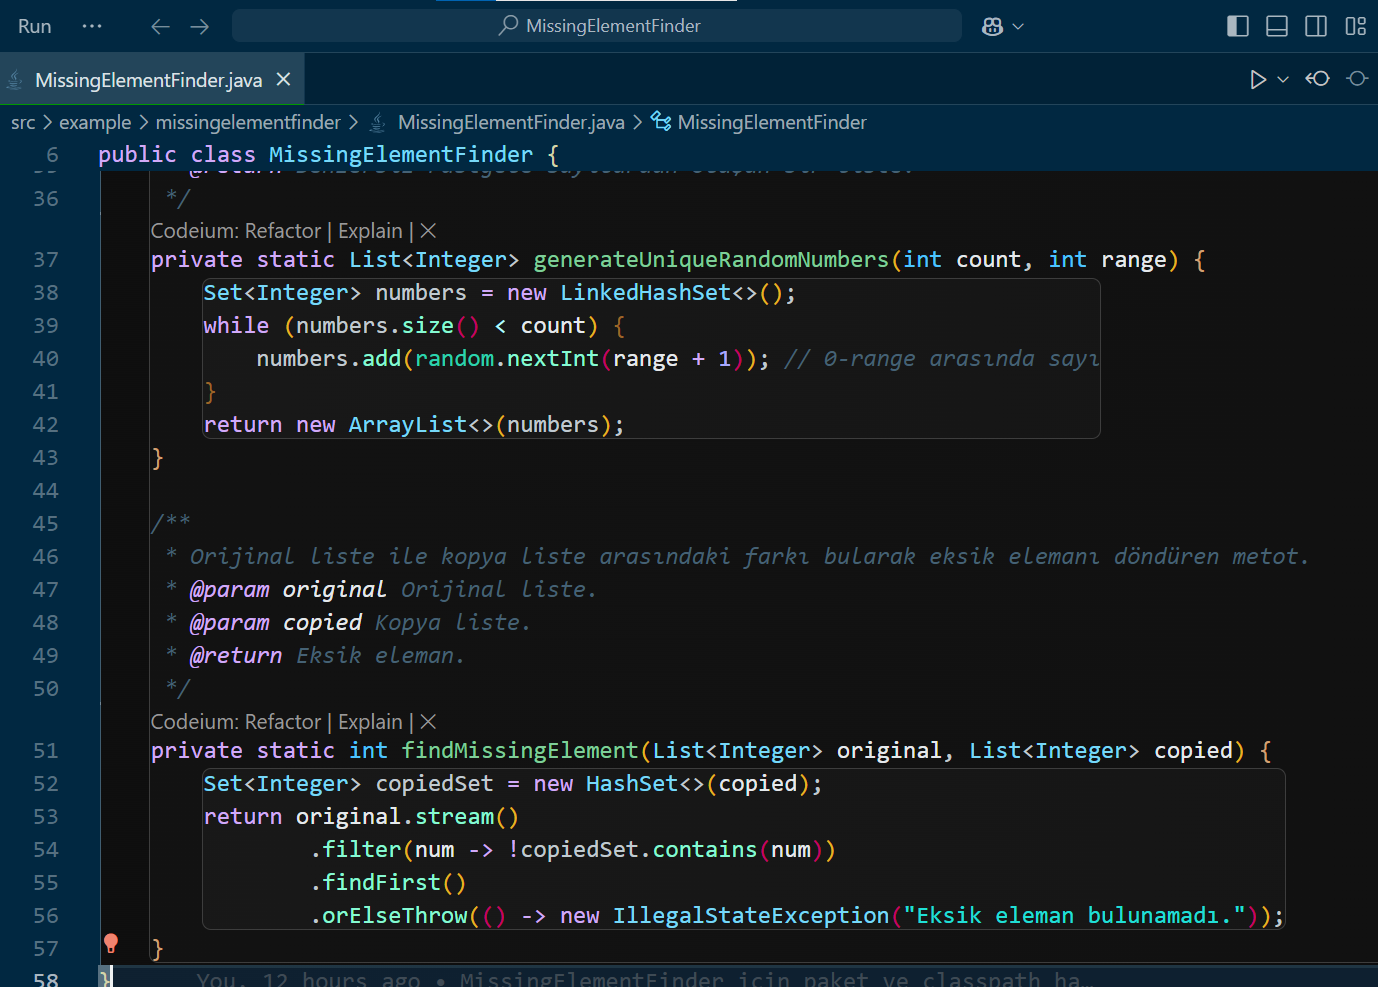 Run ···
MissingElementFinder
MissingElementFinder.java
src > example > missingelementfinder > MissingElementFinder.java > MissingElementFinder
6 public class MissingElementFinder {
36 */
Codeium: Refactor | Explain |
37 private static List<Integer> generateUniqueRandomNumbers(int count, int range) {
38 Set<Integer> numbers = new LinkedHashSet<>();
39 while (numbers.size() < count) {
40 numbers.add(random.nextInt(range + 1)); // 0-range arasında sayı
41 }
42 return new ArrayList<>(numbers);
43 }
44
45 /**
46 * Orijinal liste ile kopya liste arasındaki farkı bularak eksik elemanı döndüren metot.
47 * @param original Orijinal liste.
48 * @param copied Kopya liste.
49 * @return Eksik eleman.
50 */
Codeium: Refactor | Explain |
51 private static int findMissingElement(List<Integer> original, List<Integer> copied) {
52 Set<Integer> copiedSet = new HashSet<>(copied);
53 return original.stream()
54 .filter(num -> !copiedSet.contains(num))
55 .findFirst()
56 .orElseThrow(() -> new IllegalStateException("Eksik eleman bulunamadı."));
57 }
58 } You, 12 hours ago • MissingElementFinder için paket ve classpath ha…